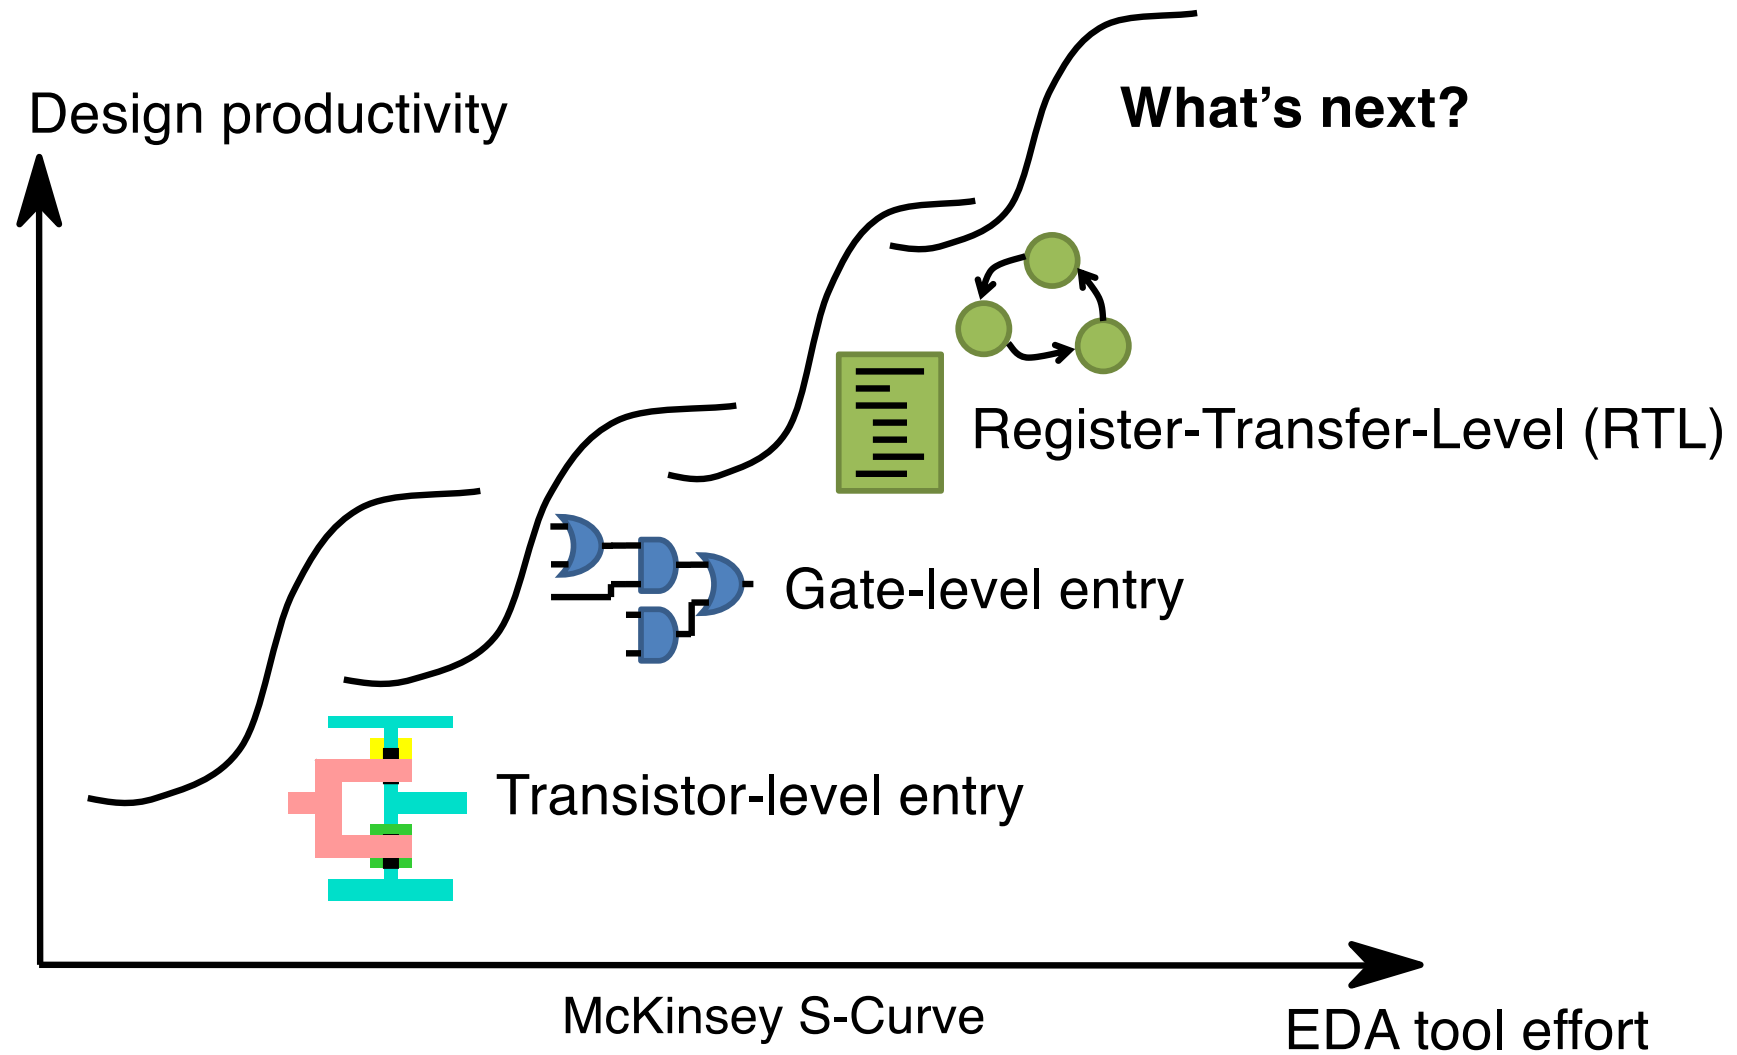 Design productivity
What's next?
Register-Transfer-Level (RTL)
Gate-level entry
Transistor-level entry
McKinsey S-Curve
EDA tool effort